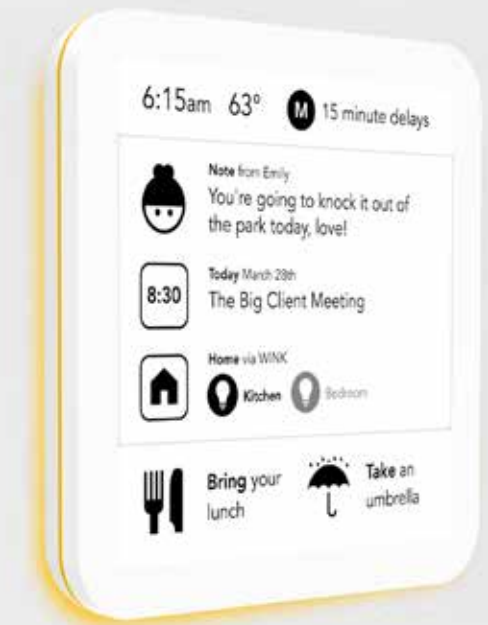 6:15am 63° M 15 minute delays
Note from Emily
You're going to knock it out of
the park today, love!
8:30
Today March 28th
The Big Client Meeting
Home via WINK
Kitchen Bedroom
Bring your
lunch
Take an
umbrella